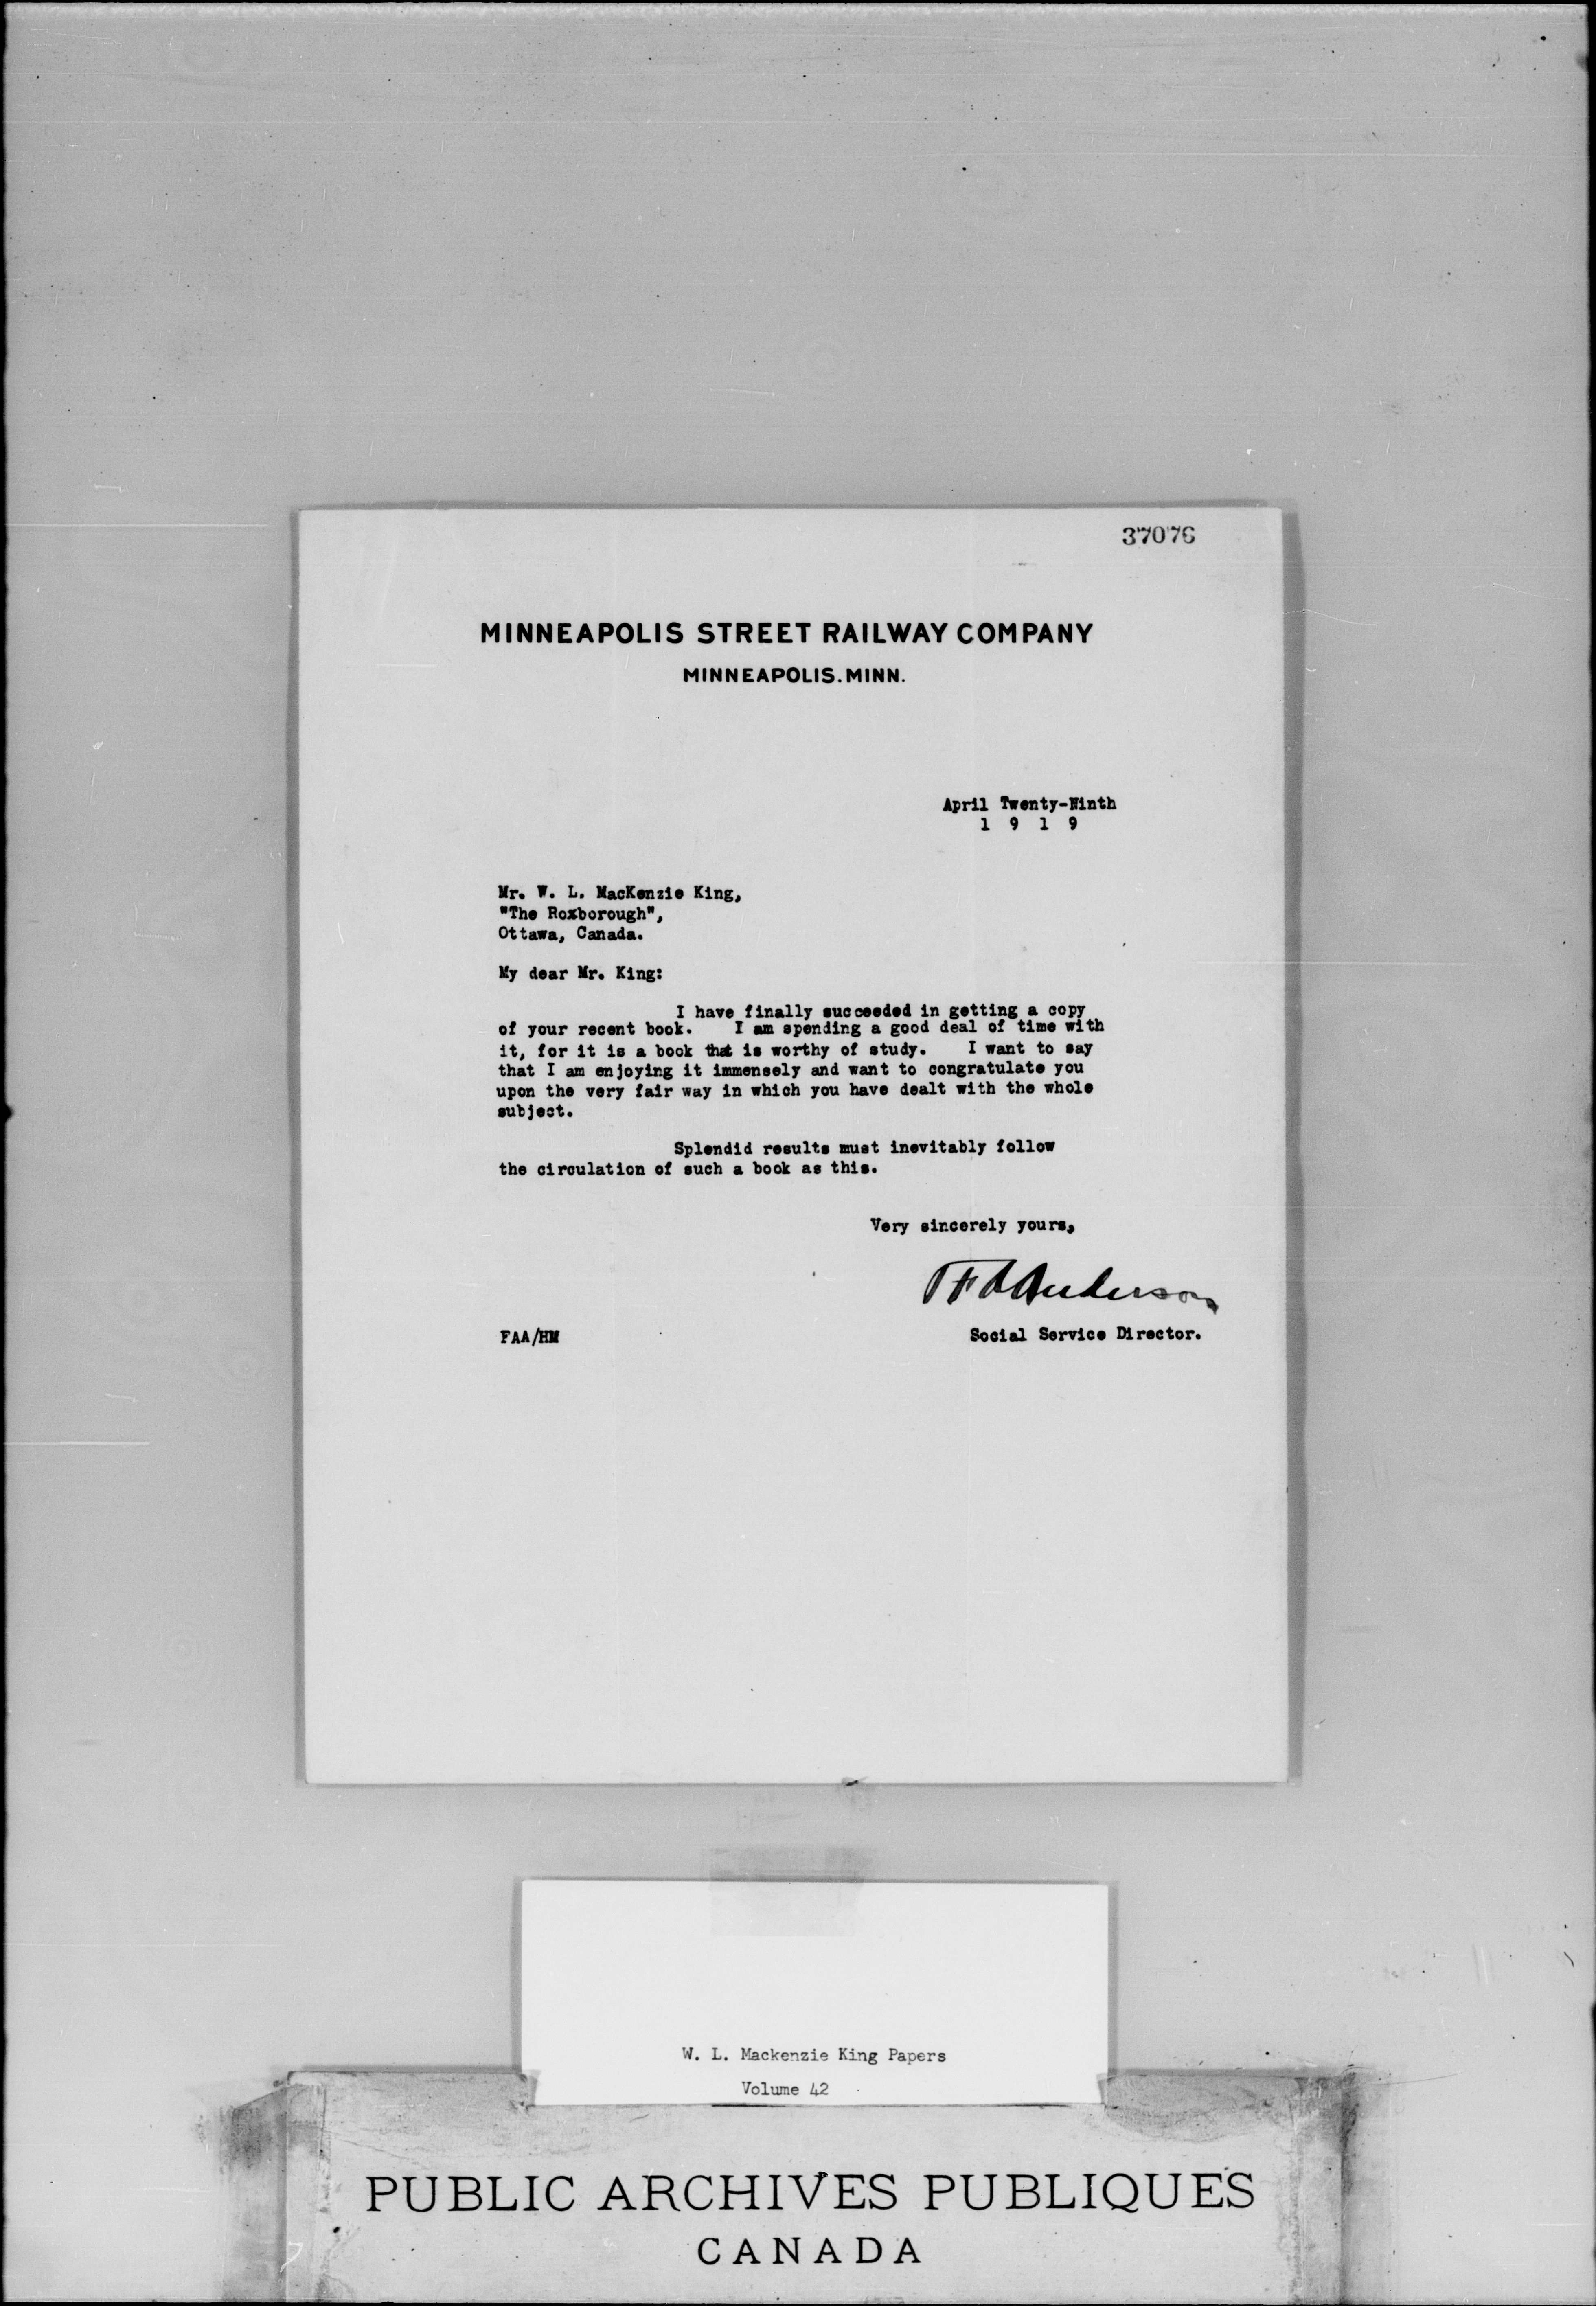 37076
MINNEAPOLIS STREET RAILWAY COMPANY
MINNEAPOLIS. MINN.
April Twenty-Ninth
1 9 1 9
Mr. W. L. MacKenzie King,
"The Roxborough",
Ottawa, Canada.
My dear Mr. King:
I have finally succeeded in getting a copy
of your recent book. I am spending a good deal of time with
it, for it is a book that is worthy of study. I want to say
that I am enjoying it immensely and want to congratulate you
upon the very fair way in which you have dealt with the whole
subject.
Splendid results must inevitably follow
the circulation of such a book as this.
Very sincerely yours,
Anderson
FAA/HM Social Service Director.
W. L. Mackenzie King Papers
Volume 42
PUBLIC ARCHIVES PUBLIQUES
CANADA